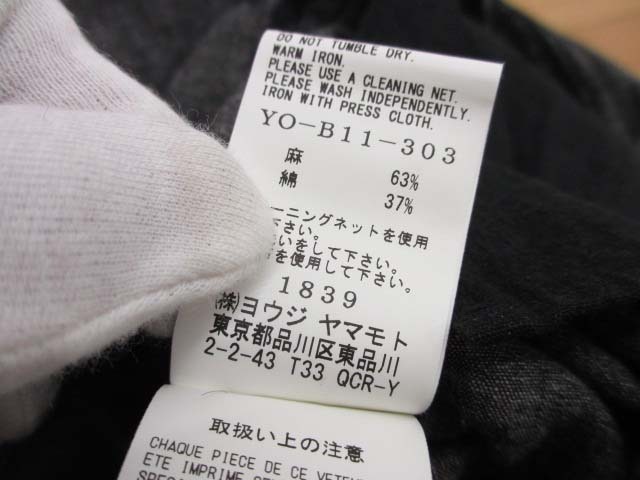 DO NOT TUMBLE DRY.
WARM IRON.
PLEASE USE A CLEANING NET.
PLEASE WASH INDEPENDENTLY.
IRON WITH PRESS CLOTH.
YO-B11-303
麻 63%
綿 37%
ーニングネットを使用
下さい。
洗いをして下さい。
を使用して下さい。
1839
(株)ヨウジ ヤマモト
東京都品川区東品川
2-2-43 T33 QCR-Y
取扱い上の注意
CHAQUE PIECE DE CE
ETE IMPRIME